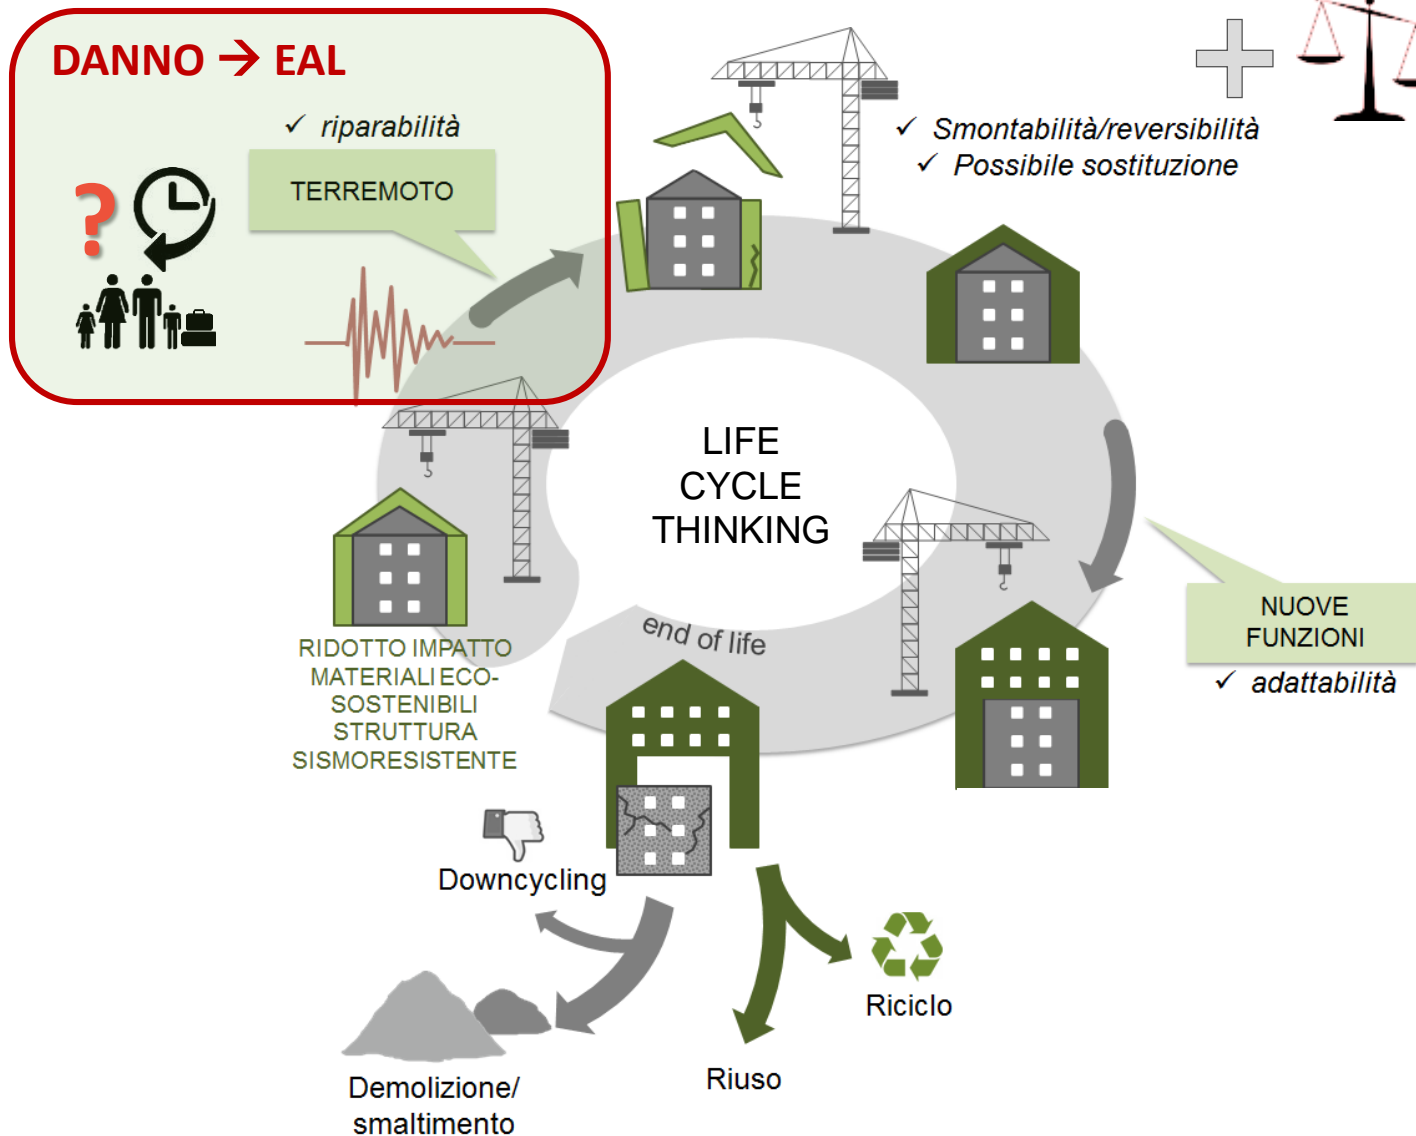 DANNO → EAL
✓ riparabilità
TERREMOTO
?
✓ Smontabilità/reversibilità
✓ Possibile sostituzione
LIFE
CYCLE
THINKING
NUOVE
FUNZIONI
✓ adattabilità
end of life
RIDOTTO IMPATTO
MATERIALI ECO-
SOSTENIBILI
STRUTTURA
SISMORESISTENTE
Downcycling
Riciclo
Riuso
Demolizione/
smaltimento